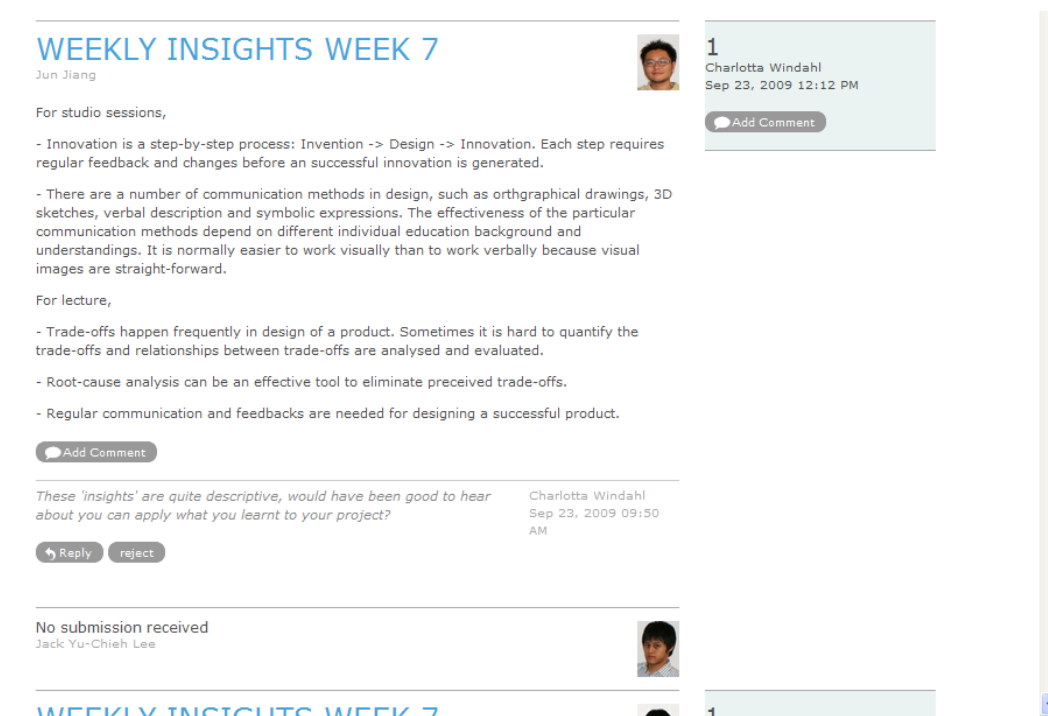 WEEKLY INSIGHTS WEEK 7
Jun Jiang
For studio sessions,
- Innovation is a step-by-step process: Invention -> Design -> Innovation. Each step requires
regular feedback and changes before an successful innovation is generated.
- There are a number of communication methods in design, such as orthgraphical drawings, 3D
sketches, verbal description and symbolic expressions. The effectiveness of the particular
communication methods depend on different individual education background and
understandings. It is normally easier to work visually than to work verbally because visual
images are straight-forward.
For lecture,
- Trade-offs happen frequently in design of a product. Sometimes it is hard to quantify the
trade-offs and relationships between trade-offs are analysed and evaluated.
- Root-cause analysis can be an effective tool to eliminate preceived trade-offs.
- Regular communication and feedbacks are needed for designing a successful product.
Add Comment
These 'insights' are quite descriptive, would have been good to hear
about you can apply what you learnt to your project?
Charlotta Windahl
Sep 23, 2009 09:50
AM
Reply
reject
1
Charlotta Windahl
Sep 23, 2009 12:12 PM
Add Comment
No submission received
Jack Yu-Chieh Lee
WEEKLY INSIGHTS WEEK 7
1